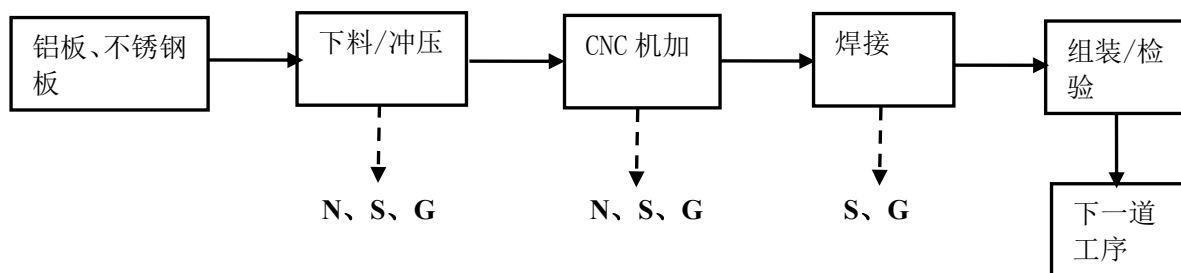 铝板、不锈钢
板
下料/冲压
CNC 机加
焊接
组装/检
验
N、S、G
N、S、G
S、G
下一道
工序